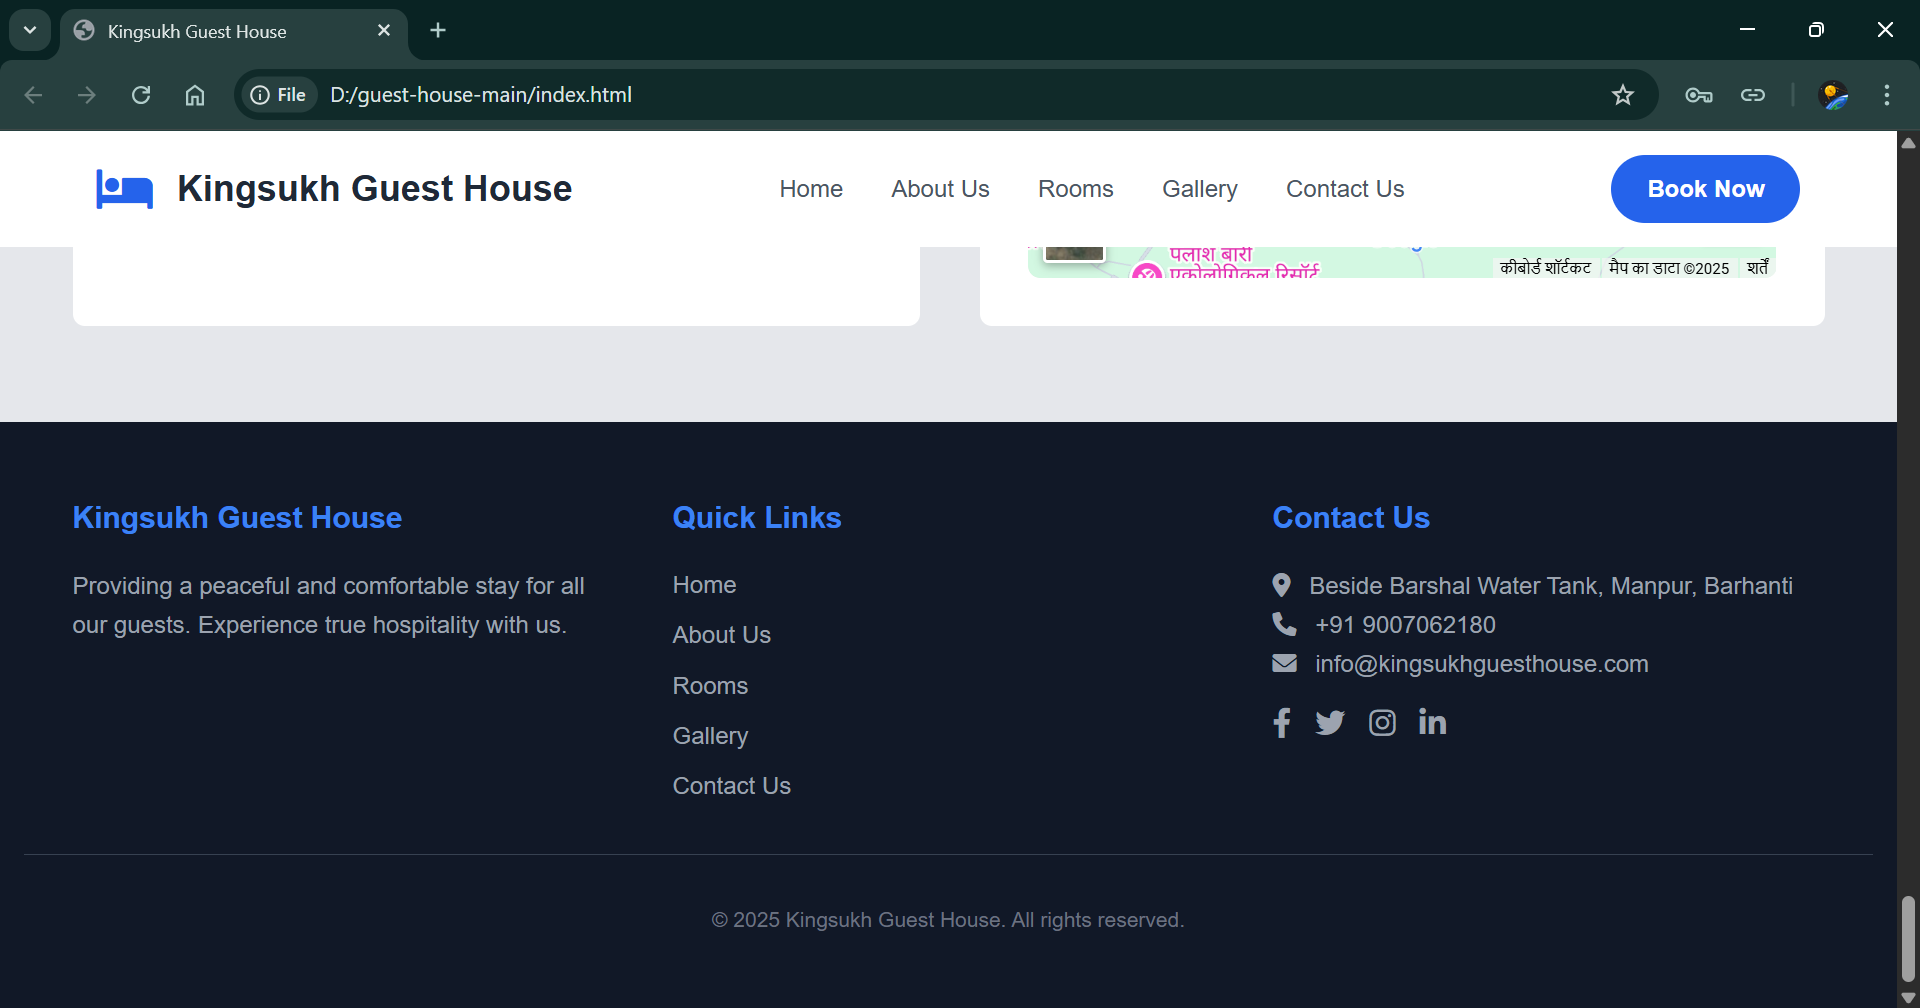 Kingsukh Guest House
File D:/guest-house-main/index.html
Kingsukh Guest House
Home About Us Rooms Gallery Contact Us
Book Now
पलाश बारी
एकोलोगिकल रिसॉर्ट
कीबोर्ड शॉर्टकट मैप का डाटा ©2025 शर्तें
Kingsukh Guest House
Providing a peaceful and comfortable stay for all
our guests. Experience true hospitality with us.
Quick Links
Home
About Us
Rooms
Gallery
Contact Us
Contact Us
Beside Barshal Water Tank, Manpur, Barhanti
+91 9007062180
info@kingsukhguesthouse.com
© 2025 Kingsukh Guest House. All rights reserved.